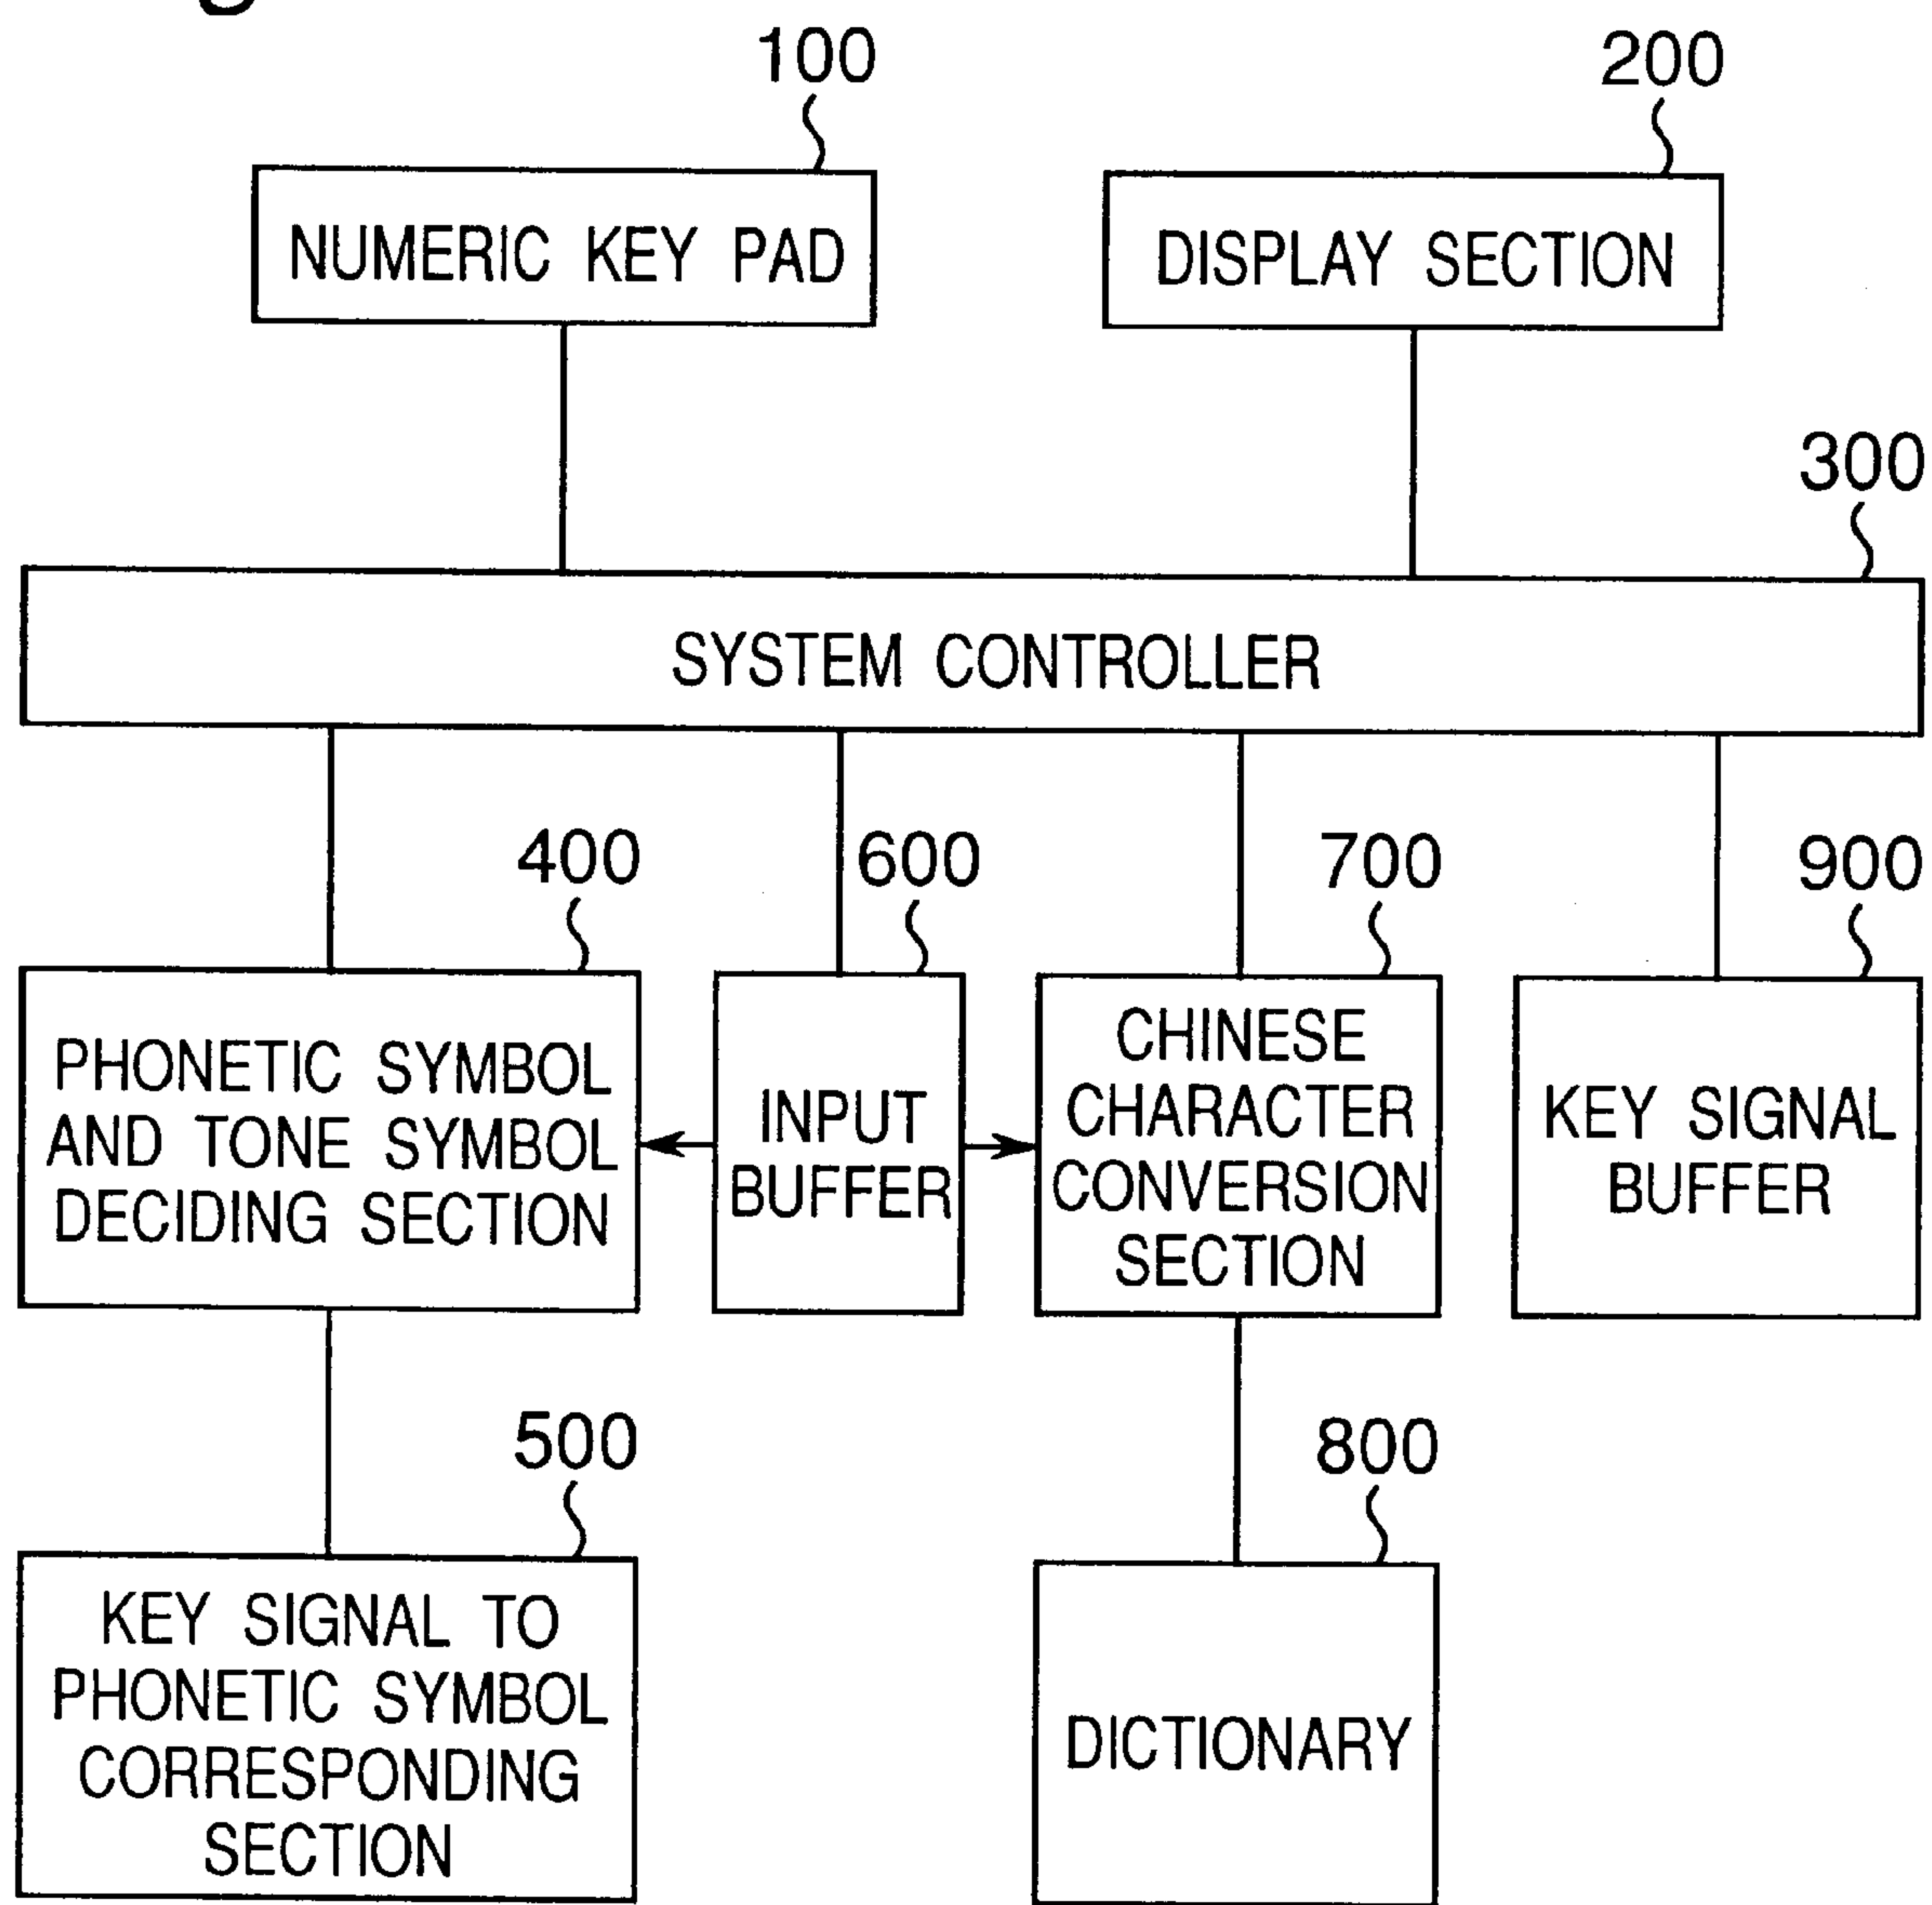 100
200
NUMERIC KEY PAD
DISPLAY SECTION
300
SYSTEM CONTROLLER
400
600
700
900
PHONETIC SYMBOL
AND TONE SYMBOL
DECIDING SECTION
INPUT
BUFFER
CHINESE
CHARACTER
CONVERSION
SECTION
KEY SIGNAL
BUFFER
500
800
KEY SIGNAL TO
PHONETIC SYMBOL
CORRESPONDING
SECTION
DICTIONARY